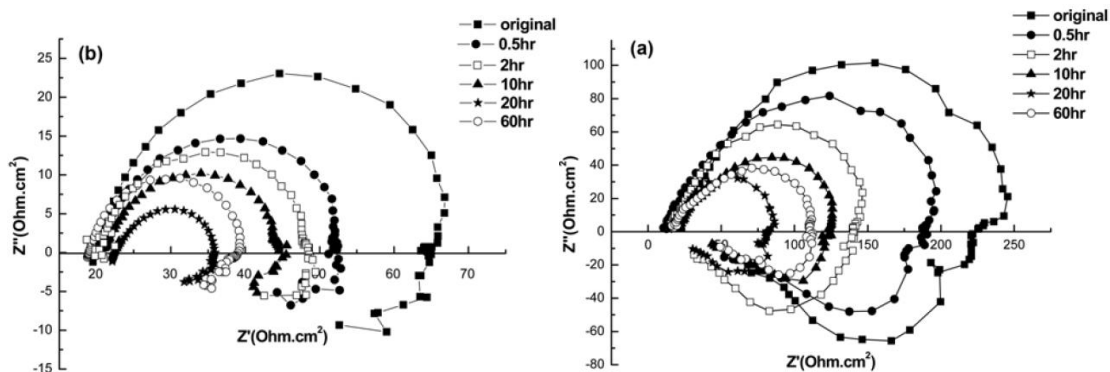 (b)
original
0.5hr
2hr
10hr
20hr
60hr
25
20
15
10
5
0
-5
-10
-15
20
30
40
50
60
70
Z''(Ohm.cm²)
Z'(Ohm.cm²)
(a)
original
0.5hr
2hr
10hr
20hr
60hr
100
80
60
40
20
0
-20
-40
-60
-80
0
50
100
150
200
250
Z''(Ohm.cm²)
Z'(Ohm.cm²)